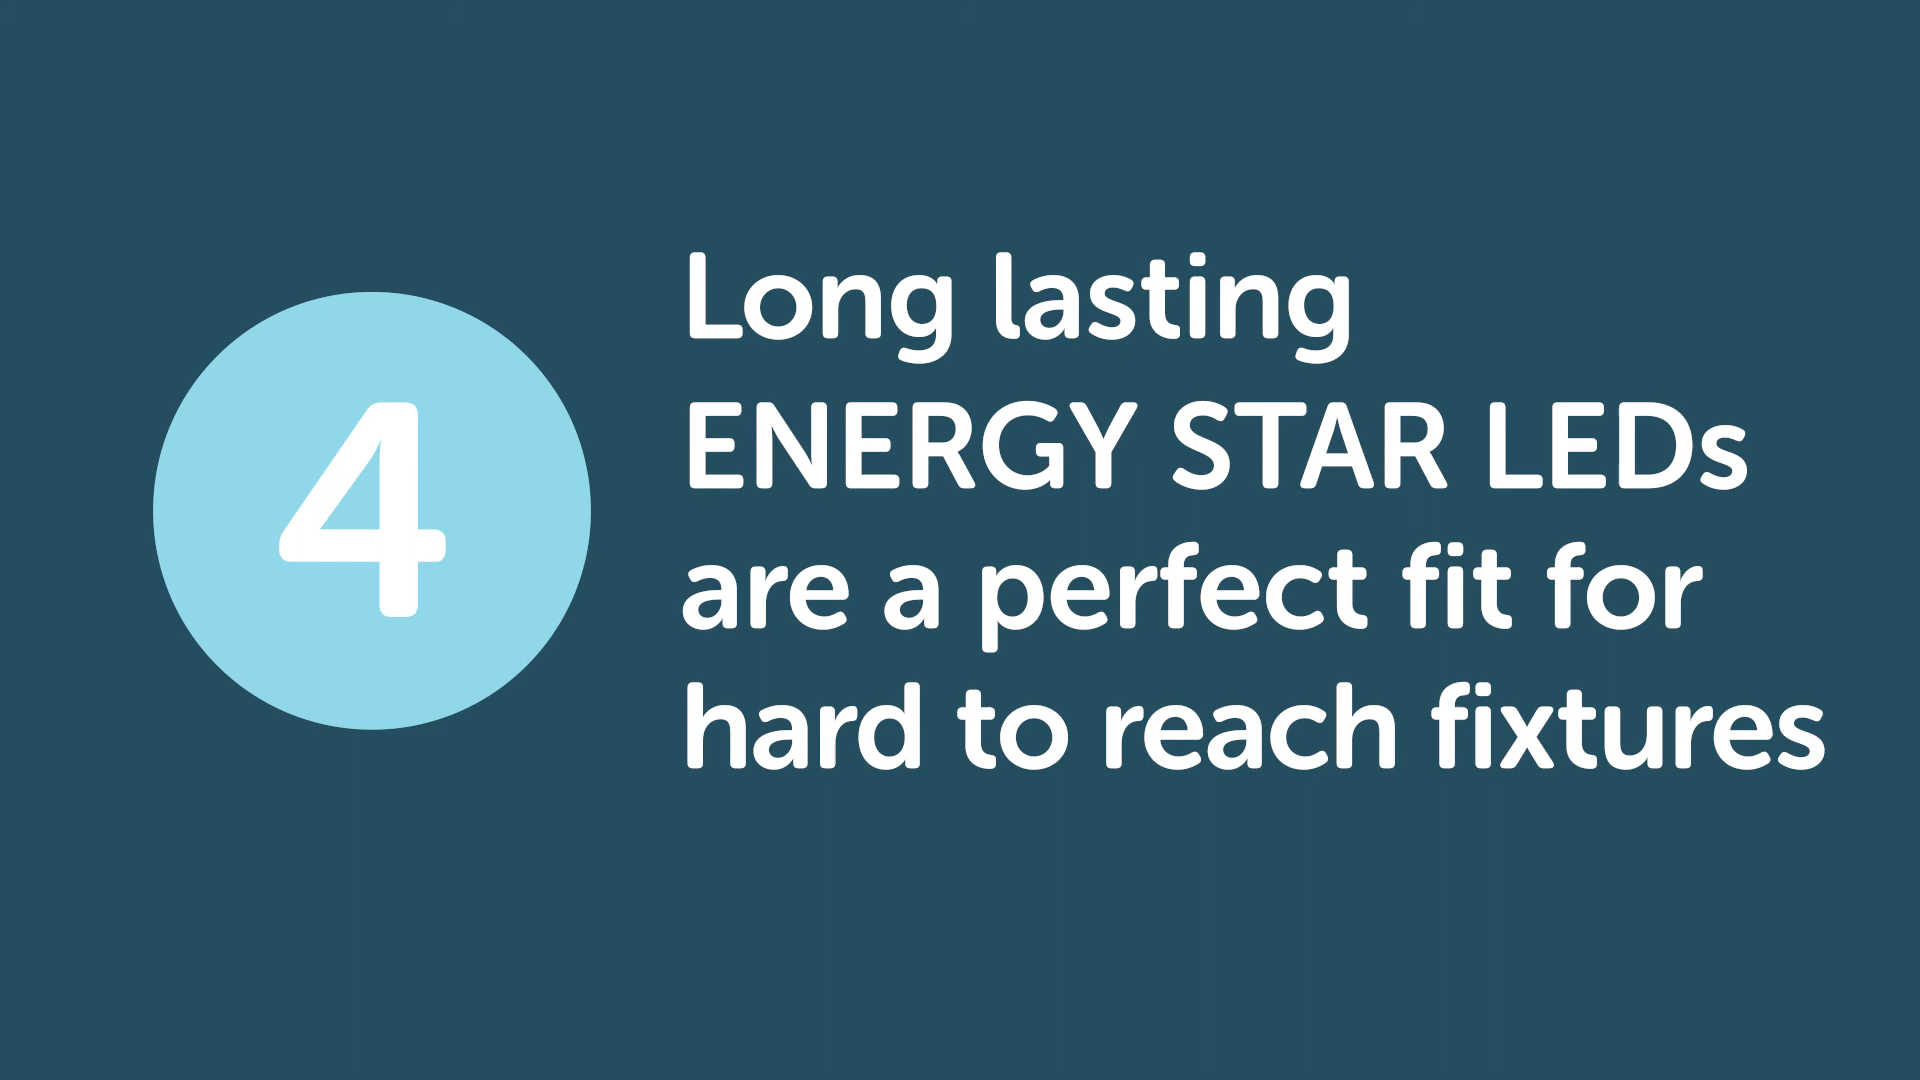 4
Long lasting
ENERGY STAR LEDs
are a perfect fit for
hard to reach fixtures